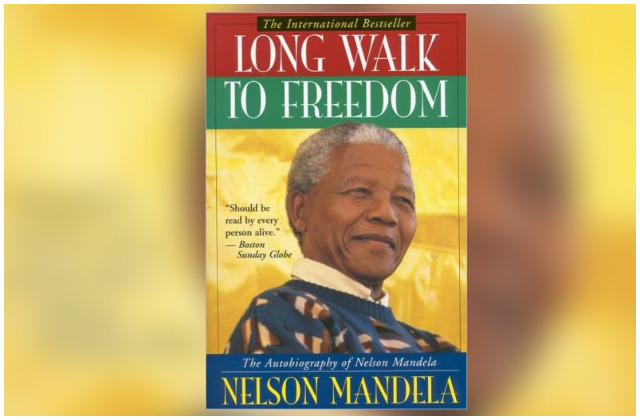 The International Bestseller
LONG WALK
TO FREEDOM
"Should be
read by every
person alive."
— Boston
Sunday Globe
The Autobiography of Nelson Mandela
NELSON MANDELA